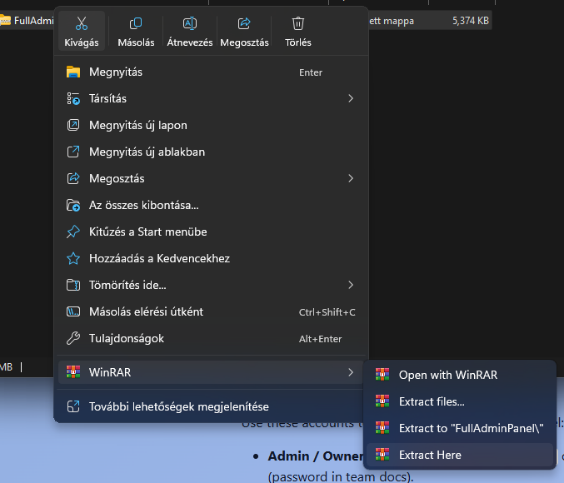 FullAdmi
ett mappa
5,374 KB
Kivágás
Másolás
Átnevezés
Megosztás
Törlés
Megnyitás Enter
Társítás
Megnyitás új lapon
Megnyitás új ablakban
Megosztás
Az összes kibontása...
Kitűzés a Start menübe
Hozzáadás a Kedvencekhez
Tömörítés ide...
Másolás elérési útként Ctrl+Shift+C
Tulajdonságok Alt+Enter
MB
WinRAR
További lehetőségek megjelenítése
Open with WinRAR
Extract files...
Extract to "FullAdminPanel\"
Extract Here
Use these accounts
Admin / Owner
(password in team docs).